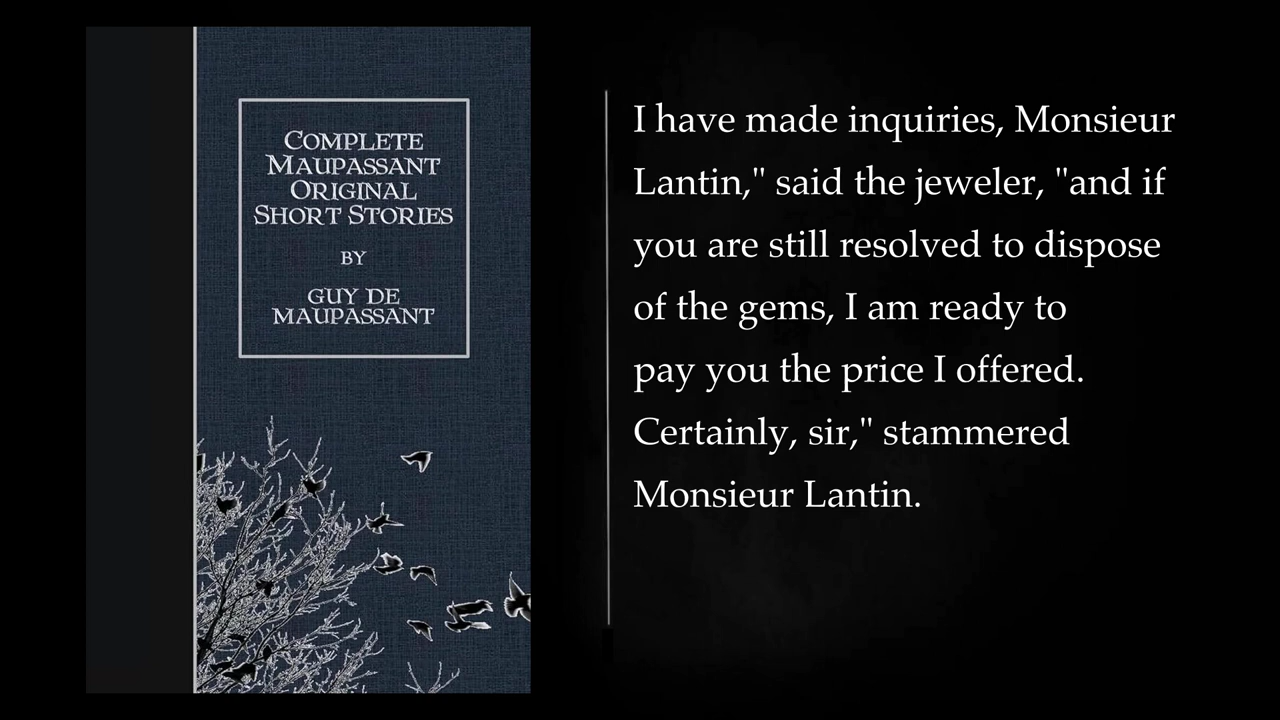 COMPLETE
MAUPASSANT
ORIGINAL
SHORT STORIES
BY
GUY DE
MAUPASSANT
I have made inquiries, Monsieur
Lantin," said the jeweler, "and if
you are still resolved to dispose
of the gems, I am ready to
pay you the price I offered.
Certainly, sir," stammered
Monsieur Lantin.